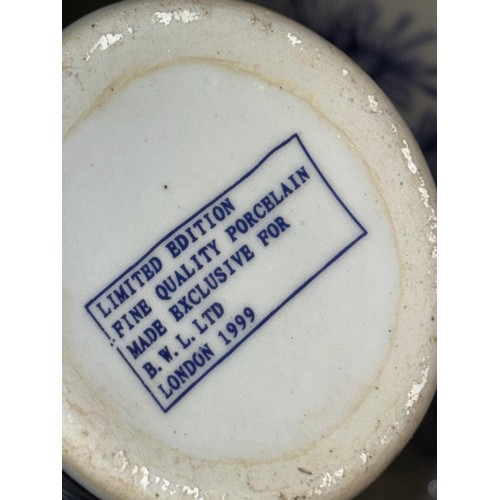 LIMITED EDITION
FINE QUALITY PORCELAIN
MADE EXCLUSIVE FOR
B. W. L. LTD
LONDON 1999